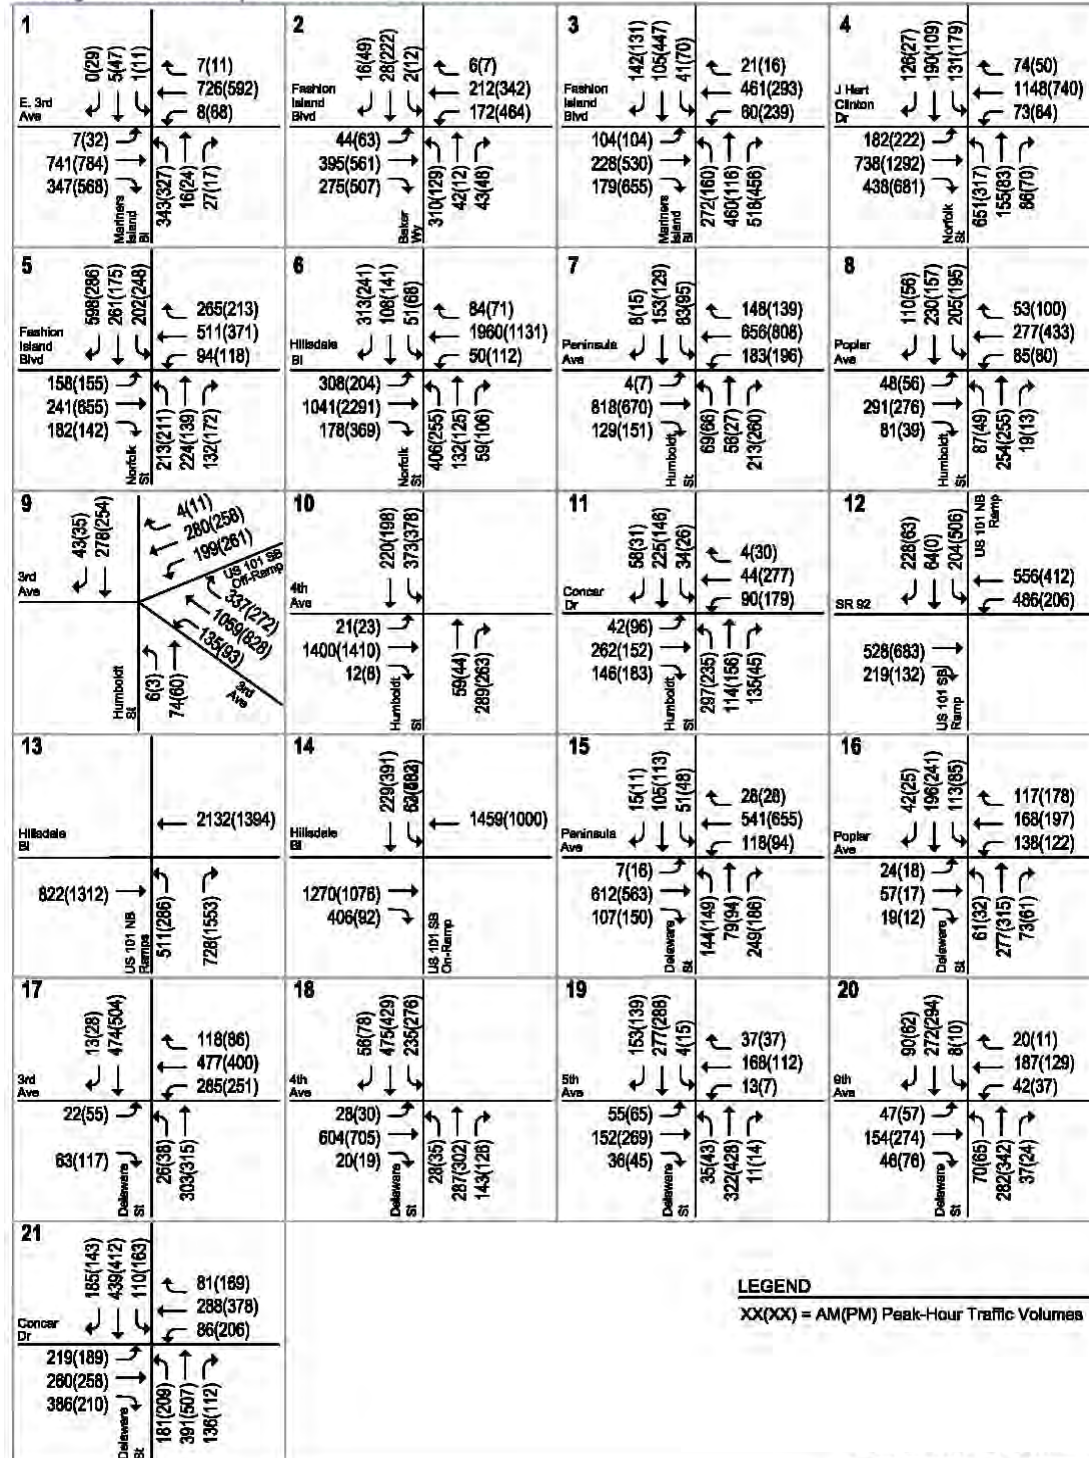 1
0(29)
5(47)
1(11)
7(11)
726(592)
8(68)
E. 3rd
Ave
7(32)
741(784)
347(568)
Mariners
Island
Bl
343(327)
16(24)
27(17)
2
16(49)
28(222)
2(12)
6(7)
212(342)
172(464)
Fashion
Island
Blvd
44(63)
395(561)
275(507)
Baker
Wy
310(129)
42(12)
43(48)
3
142(131)
105(447)
41(70)
21(16)
461(293)
60(239)
Fashion
Island
Blvd
104(104)
228(530)
179(655)
Mariners
Island
Bl
272(160)
460(116)
518(456)
4
126(27)
190(109)
131(179)
74(50)
1148(740)
73(64)
J Hart
Clinton
Dr
182(222)
738(1292)
438(681)
Norfolk
St
651(317)
155(83)
86(70)
5
598(286)
261(175)
202(248)
265(213)
511(371)
94(118)
Fashion
Island
Blvd
158(155)
241(655)
182(142)
Norfolk
St
213(211)
224(139)
132(172)
6
313(241)
106(141)
51(68)
84(71)
1960(1131)
50(112)
Hillsdale
Bl
308(204)
1041(2291)
178(369)
Norfolk
St
406(255)
132(125)
59(106)
7
8(15)
153(129)
83(95)
148(139)
656(808)
183(196)
Peninsula
Ave
4(7)
818(670)
129(151)
Humboldt
St
69(66)
56(27)
213(260)
8
110(56)
230(157)
205(195)
53(100)
277(433)
85(80)
Poplar
Ave
48(56)
291(276)
81(39)
Humboldt
St
87(49)
254(255)
19(13)
9
43(35)
278(254)
4(11)
280(258)
199(261)
US 101 SB
Off-Ramp
337(272)
1069(828)
135(93)
3rd
Ave
3rd
Ave
Humboldt
St
6(3)
74(60)
10
220(198)
373(378)
4th
Ave
21(23)
1400(1410)
12(8)
Humboldt
St
59(44)
289(263)
11
58(31)
225(146)
34(26)
4(30)
44(277)
90(179)
Concar
Dr
42(96)
262(152)
146(183)
Humboldt
St
297(235)
114(156)
135(45)
12
228(63)
64(0)
204(506)
US 101 NB
Ramp
556(412)
486(206)
SR 92
528(683)
219(132)
US 101 SB
Ramp
13
2132(1394)
Hillsdale
Bl
822(1312)
US 101 NB
Ramps
511(286)
728(1553)
14
229(391)
1459(1000)
Hillsdale
Bl
1270(1076)
406(92)
US 101 SB
On-Ramp
15
15(11)
105(113)
51(48)
28(28)
541(655)
118(94)
Peninsula
Ave
7(16)
612(563)
107(150)
Delaware
St
144(149)
79(94)
249(186)
16
42(25)
196(241)
113(85)
117(178)
168(197)
138(122)
Poplar
Ave
24(18)
57(17)
19(12)
Delaware
St
61(32)
277(315)
73(61)
17
13(28)
474(504)
118(86)
477(400)
285(251)
3rd
Ave
22(55)
63(117)
Delaware
St
26(38)
303(315)
18
56(78)
475(429)
235(276)
4th
Ave
28(30)
604(705)
20(19)
Delaware
St
28(35)
287(302)
143(128)
19
153(139)
277(288)
4(15)
37(37)
168(112)
13(7)
5th
Ave
55(65)
152(269)
36(45)
Delaware
St
35(43)
322(428)
11(14)
20
90(62)
272(294)
8(10)
20(11)
187(129)
42(37)
9th
Ave
47(57)
154(274)
46(76)
Delaware
St
70(65)
282(342)
37(24)
21
185(143)
439(412)
110(163)
81(169)
288(378)
86(206)
Concar
Dr
219(189)
260(258)
386(210)
Delaware
St
181(209)
391(507)
136(112)
LEGEND
XX(XX) = AM(PM) Peak-Hour Traffic Volumes